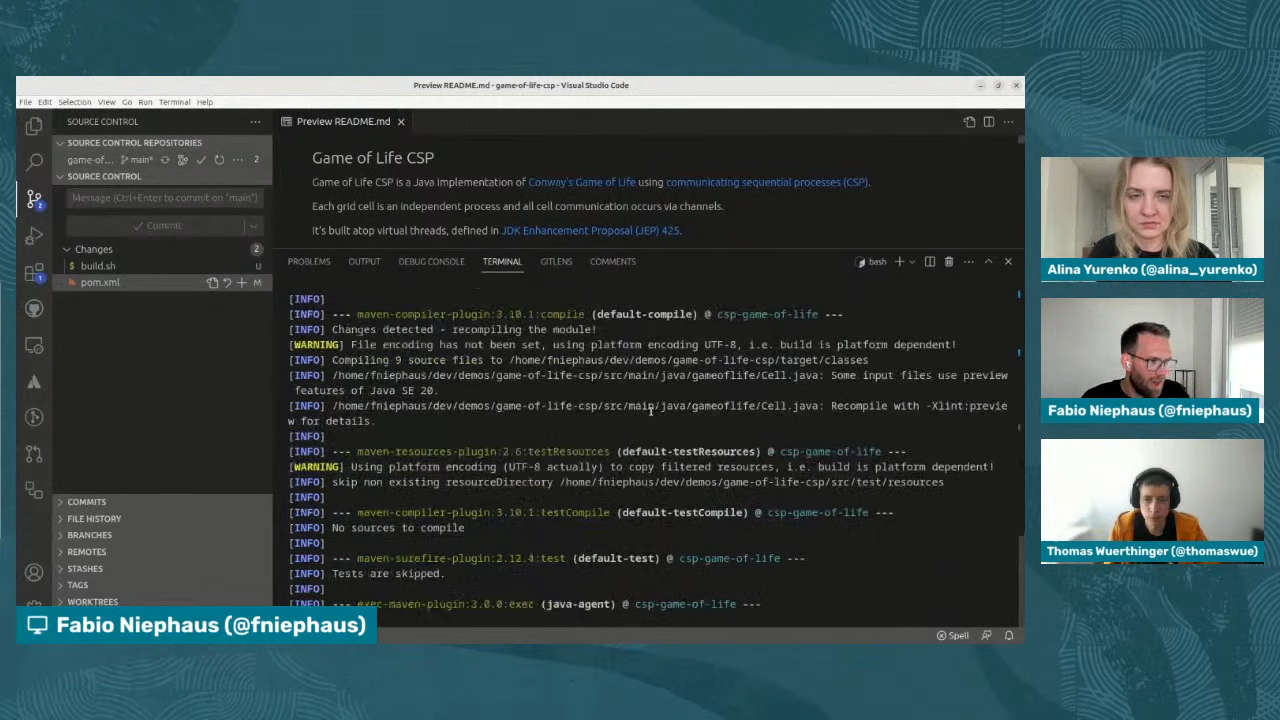 Preview README.md - game-of-life-csp - Visual Studio Code
File Edit Selection View Go Run Terminal Help
SOURCE CONTROL
SOURCE CONTROL REPOSITORIES
game-of... main* 2
SOURCE CONTROL
Message (Ctrl+Enter to commit on "main")
Commit
Changes 2
$ build.sh U
pom.xml M
COMMITS
FILE HISTORY
BRANCHES
REMOTES
STASHES
TAGS
WORKTREES
Preview README.md
Game of Life CSP
Game of Life CSP is a Java implementation of Conway's Game of Life using communicating sequential processes (CSP).
Each grid cell is an independent process and all cell communication occurs via channels.
It's built atop virtual threads, defined in JDK Enhancement Proposal (JEP) 425.
PROBLEMS OUTPUT DEBUG CONSOLE TERMINAL GITLENS COMMENTS bash
[INFO]
[INFO] --- maven-compiler-plugin:3.10.1:compile (default-compile) @ csp-game-of-life ---
[INFO] Changes detected - recompiling the module!
[WARNING] File encoding has not been set, using platform encoding UTF-8, i.e. build is platform dependent!
[INFO] Compiling 9 source files to /home/fniephaus/dev/demos/game-of-life-csp/target/classes
[INFO] /home/fniephaus/dev/demos/game-of-life-csp/src/main/java/gameoflife/Cell.java: Some input files use preview
features of Java SE 20.
[INFO] /home/fniephaus/dev/demos/game-of-life-csp/src/main/java/gameoflife/Cell.java: Recompile with -Xlint:previe
w for details.
[INFO]
[INFO] --- maven-resources-plugin:2.6:testResources (default-testResources) @ csp-game-of-life ---
[WARNING] Using platform encoding (UTF-8 actually) to copy filtered resources, i.e. build is platform dependent!
[INFO] skip non existing resourceDirectory /home/fniephaus/dev/demos/game-of-life-csp/src/test/resources
[INFO]
[INFO] --- maven-compiler-plugin:3.10.1:testCompile (default-testCompile) @ csp-game-of-life ---
[INFO] No sources to compile
[INFO]
[INFO] --- maven-surefire-plugin:2.12.4:test (default-test) @ csp-game-of-life ---
[INFO] Tests are skipped.
[INFO]
[INFO] --- exec-maven-plugin:3.0.0:exec (java-agent) @ csp-game-of-life ---
Spell
Fabio Niephaus (@fniephaus)
Alina Yurenko (@alina_yurenko)
Fabio Niephaus (@fniephaus)
Thomas Wuerthinger (@thomaswue)